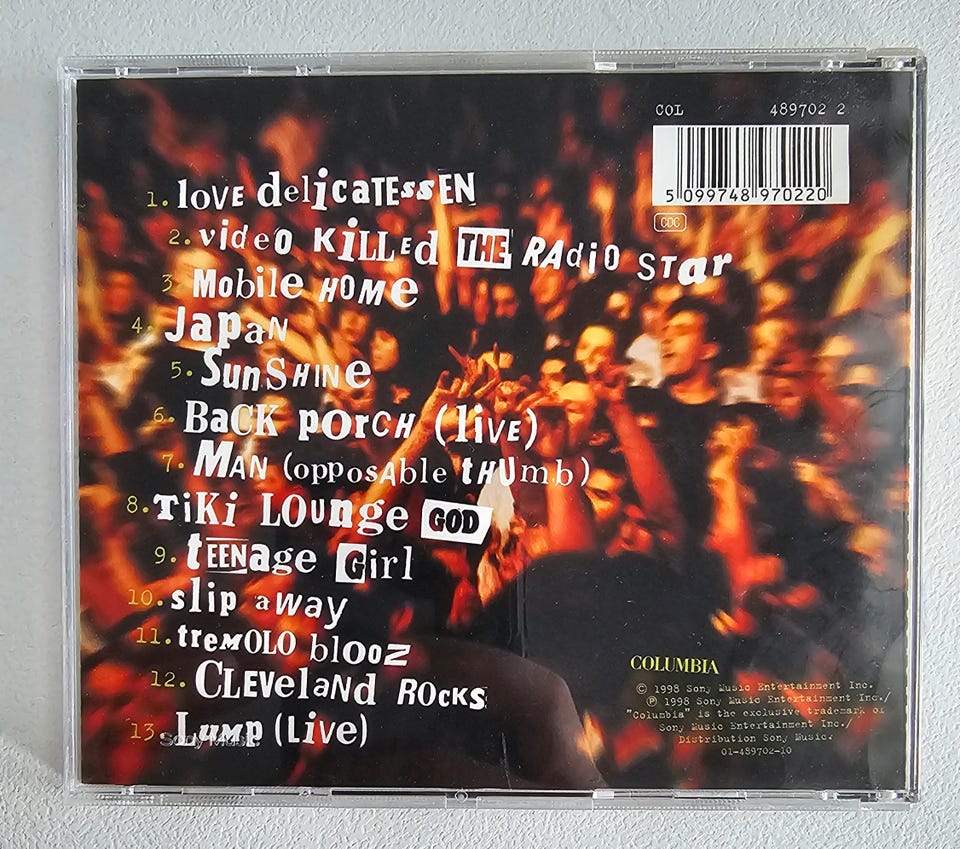 COL 489702 2
5 099748 970220
CDC
1. LOVE delicatessEN
2. video KiLLEd THE RAdiO STar
3. Mobile HOMe
4. JapaN
5. SunSHiNe
6. BaCK porcH (livE)
7. MAN (opposable tHUmb)
8. TiKi LOUnge GOD
9. tEENage Girl
10. slip away
11. tremOLO blooz
12. CLEVelaNd ROCKs
13. Lump (Live)
Sony Music
COLUMBIA
© 1998 Sony Music Entertainment Inc.
℗ 1998 Sony Music Entertainment Inc./
"Columbia" is the exclusive trademark of
Sony Music Entertainment Inc./
Distribution Sony Music.
01-489702-10